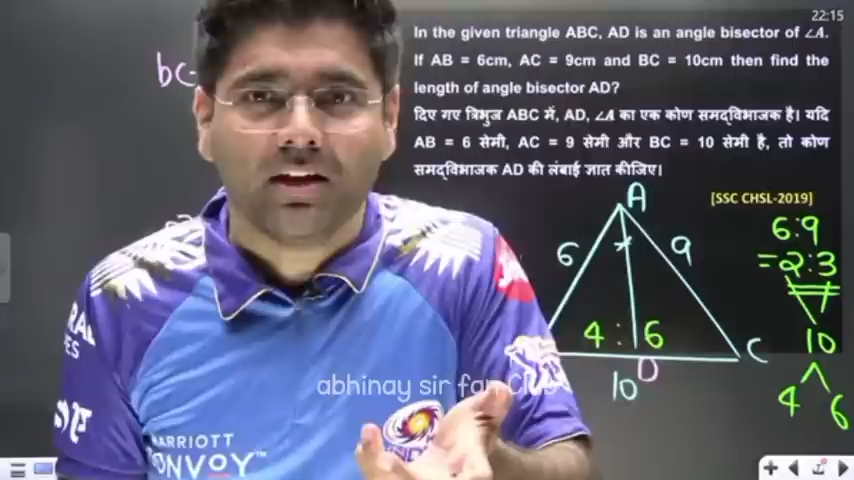 22:15
In the given triangle ABC, AD is an angle bisector of ∠A.
If AB = 6cm, AC = 9cm and BC = 10cm then find the
length of angle bisector AD?
दिए गए त्रिभुज ABC में, AD, ∠A का एक कोण समद्विभाजक है। यदि
AB = 6 सेमी, AC = 9 सेमी और BC = 10 सेमी है, तो कोण
समद्विभाजक AD की लंबाई ज्ञात कीजिए।
[SSC CHSL-2019]
bc-
A
6:9
6
9
=2:3
4 : 6
10
C
D
10
4 6
abhinay sir fan Club
MARRIOTT
BONVOY™